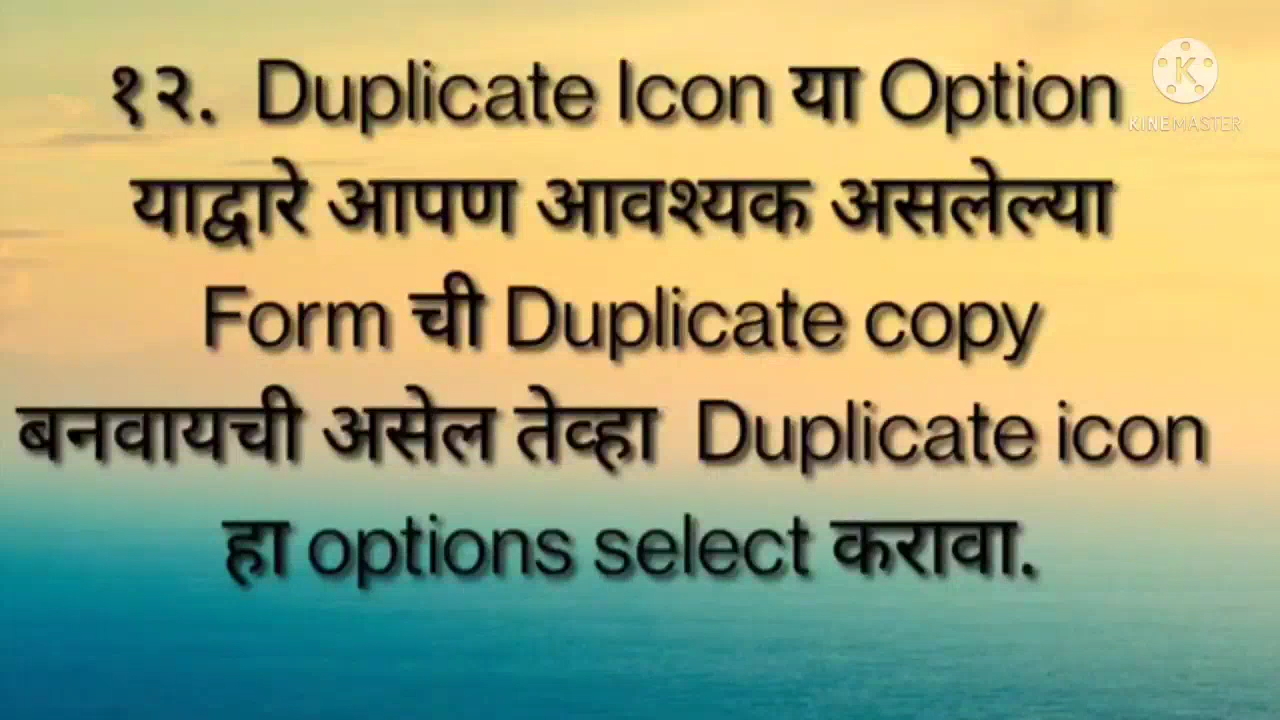 १२. Duplicate Icon या Option
याद्वारे आपण आवश्यक असलेल्या
Form ची Duplicate copy
बनवायची असेल तेव्हा Duplicate icon
हा options select करावा.
K
KINEMASTER